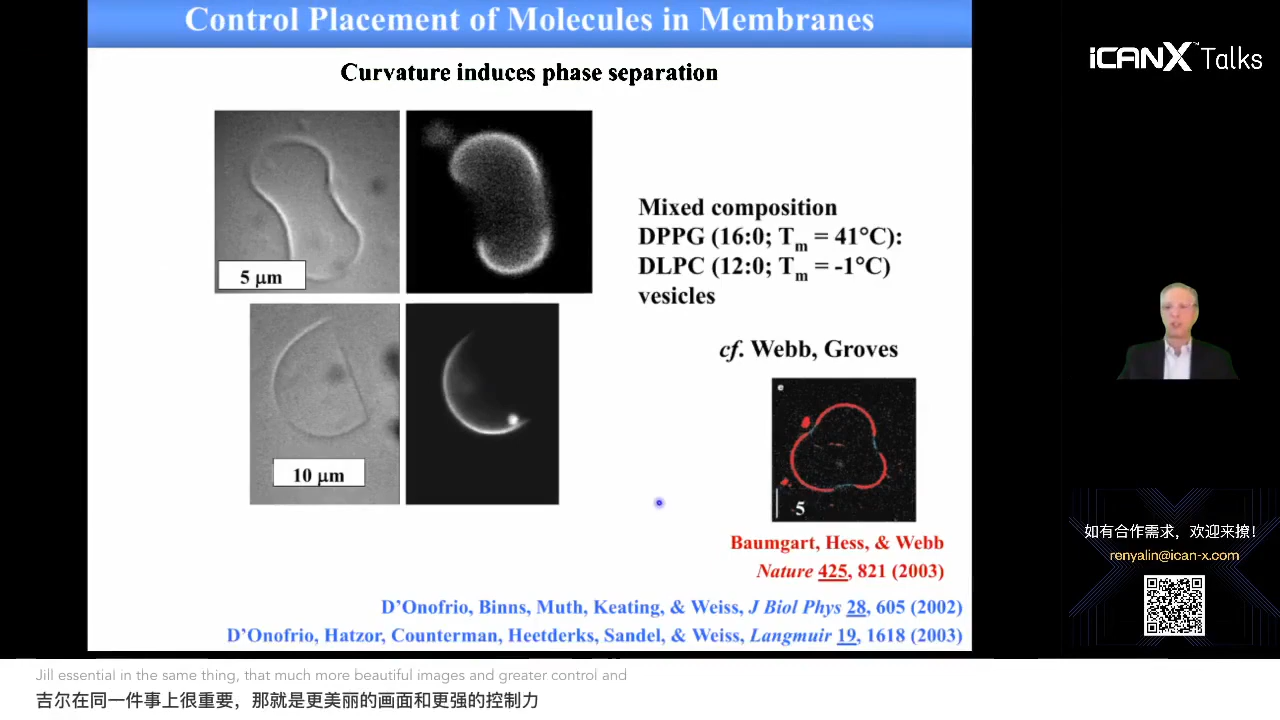 Control Placement of Molecules in Membranes
iCANX™ Talks
Curvature induces phase separation
5 μm
10 μm
Mixed composition
DPPG (16:0; Tm = 41°C):
DLPC (12:0; Tm = -1°C)
vesicles
cf. Webb, Groves
e
5
Baumgart, Hess, & Webb
Nature 425, 821 (2003)
D'Onofrio, Binns, Muth, Keating, & Weiss, J Biol Phys 28, 605 (2002)
D'Onofrio, Hatzor, Counterman, Heetderks, Sandel, & Weiss, Langmuir 19, 1618 (2003)
如有合作需求，欢迎来撩！
renyalin@ican-x.com
Jill essential in the same thing, that much more beautiful images and greater control and
吉尔在同一件事上很重要，那就是更美丽的画面和更强的控制力